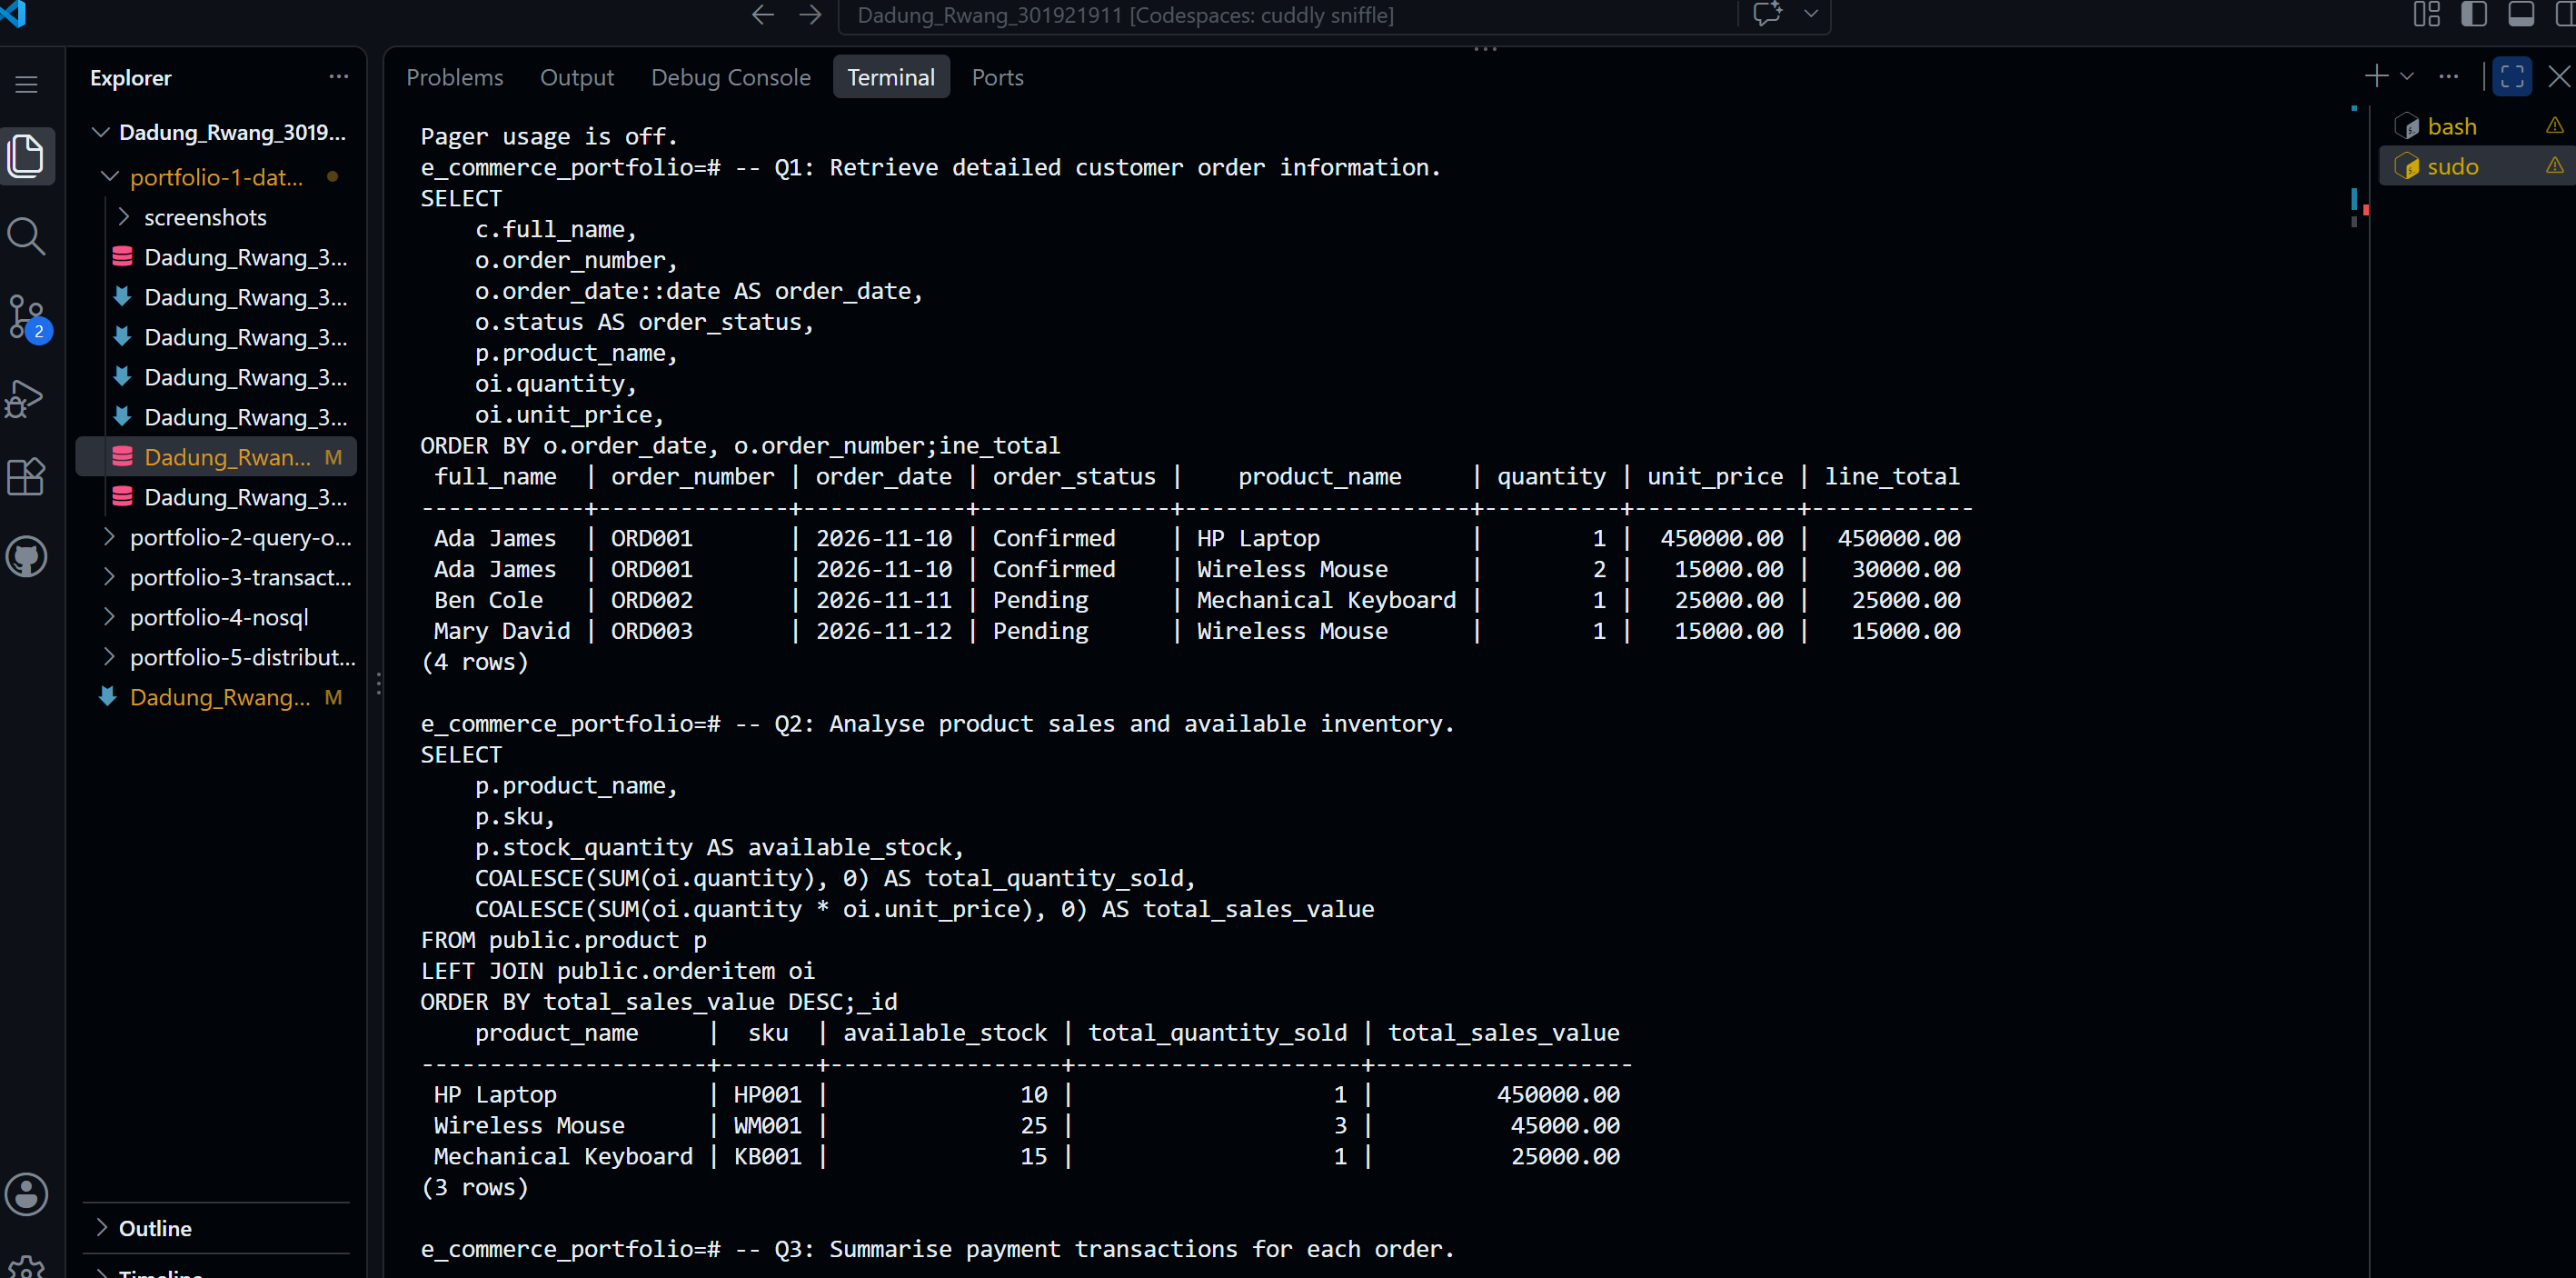 Dadung_Rwang_301921911 [Codespaces: cuddly sniffle]
Explorer
Dadung_Rwang_3019...
portfolio-1-dat...
screenshots
Dadung_Rwang_3...
Dadung_Rwang_3...
Dadung_Rwang_3...
Dadung_Rwang_3...
Dadung_Rwang_3...
Dadung_Rwan... M
Dadung_Rwang_3...
portfolio-2-query-o...
portfolio-3-transact...
portfolio-4-nosql
portfolio-5-distribut...
Dadung_Rwang... M
2
Outline
Timeline
Problems Output Debug Console Terminal Ports
Pager usage is off.
e_commerce_portfolio=# -- Q1: Retrieve detailed customer order information.
SELECT
    c.full_name,
    o.order_number,
    o.order_date::date AS order_date,
    o.status AS order_status,
    p.product_name,
    oi.quantity,
    oi.unit_price,
ORDER BY o.order_date, o.order_number;ine_total
 full_name  | order_number | order_date | order_status |    product_name     | quantity | unit_price | line_total
------------+--------------+------------+--------------+---------------------+----------+------------+------------
 Ada James  | ORD001       | 2026-11-10 | Confirmed    | HP Laptop           |        1 |  450000.00 |  450000.00
 Ada James  | ORD001       | 2026-11-10 | Confirmed    | Wireless Mouse      |        2 |   15000.00 |   30000.00
 Ben Cole   | ORD002       | 2026-11-11 | Pending      | Mechanical Keyboard |        1 |   25000.00 |   25000.00
 Mary David | ORD003       | 2026-11-12 | Pending      | Wireless Mouse      |        1 |   15000.00 |   15000.00
(4 rows)
e_commerce_portfolio=# -- Q2: Analyse product sales and available inventory.
SELECT
    p.product_name,
    p.sku,
    p.stock_quantity AS available_stock,
    COALESCE(SUM(oi.quantity), 0) AS total_quantity_sold,
    COALESCE(SUM(oi.quantity * oi.unit_price), 0) AS total_sales_value
FROM public.product p
LEFT JOIN public.orderitem oi
ORDER BY total_sales_value DESC;_id
    product_name     |  sku  | available_stock | total_quantity_sold | total_sales_value
---------------------+-------+-----------------+---------------------+-------------------
 HP Laptop           | HP001 |              10 |                   1 |         450000.00
 Wireless Mouse      | WM001 |              25 |                   3 |          45000.00
 Mechanical Keyboard | KB001 |              15 |                   1 |          25000.00
(3 rows)
e_commerce_portfolio=# -- Q3: Summarise payment transactions for each order.
bash
sudo